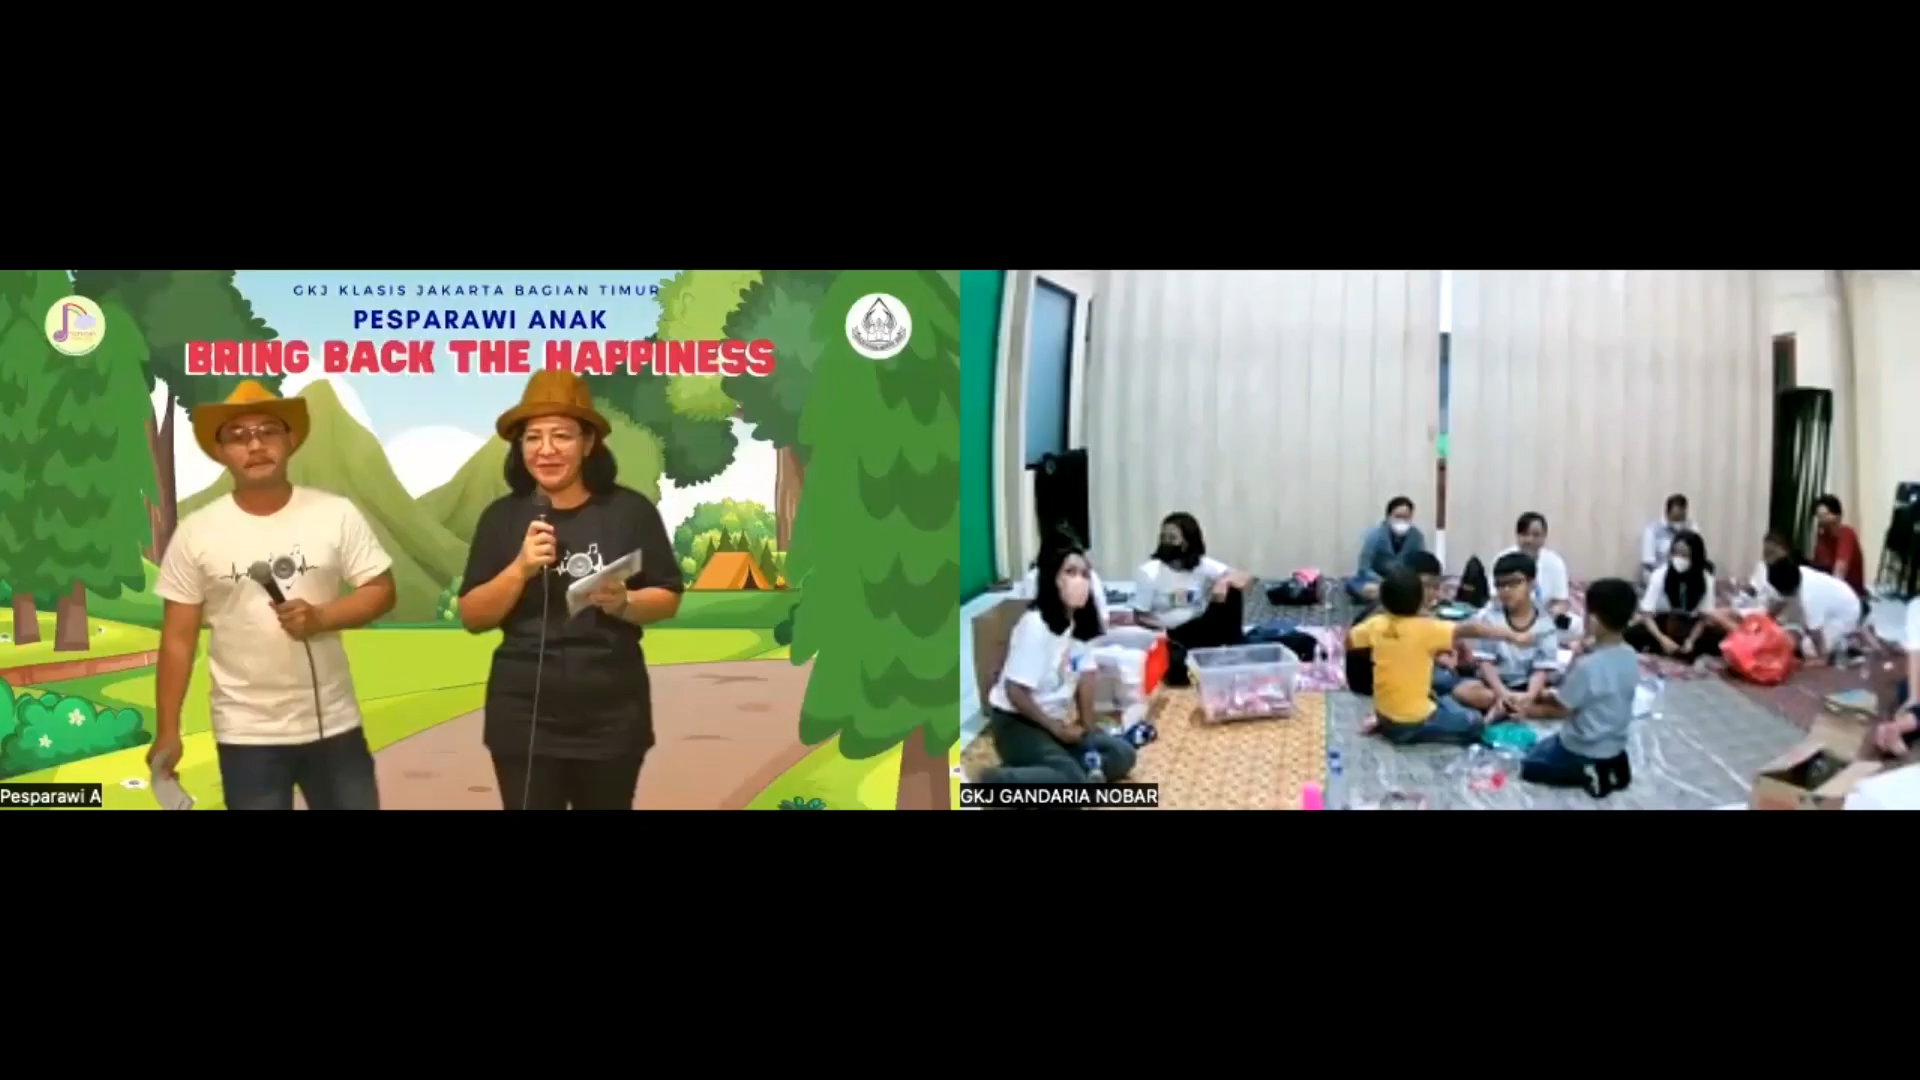 GKJ KLASIS JAKARTA BAGIAN TIMUR
PESPARAWI ANAK
BRING BACK THE HAPPINESS
Pesparawi A
GKJ GANDARIA NOBAR